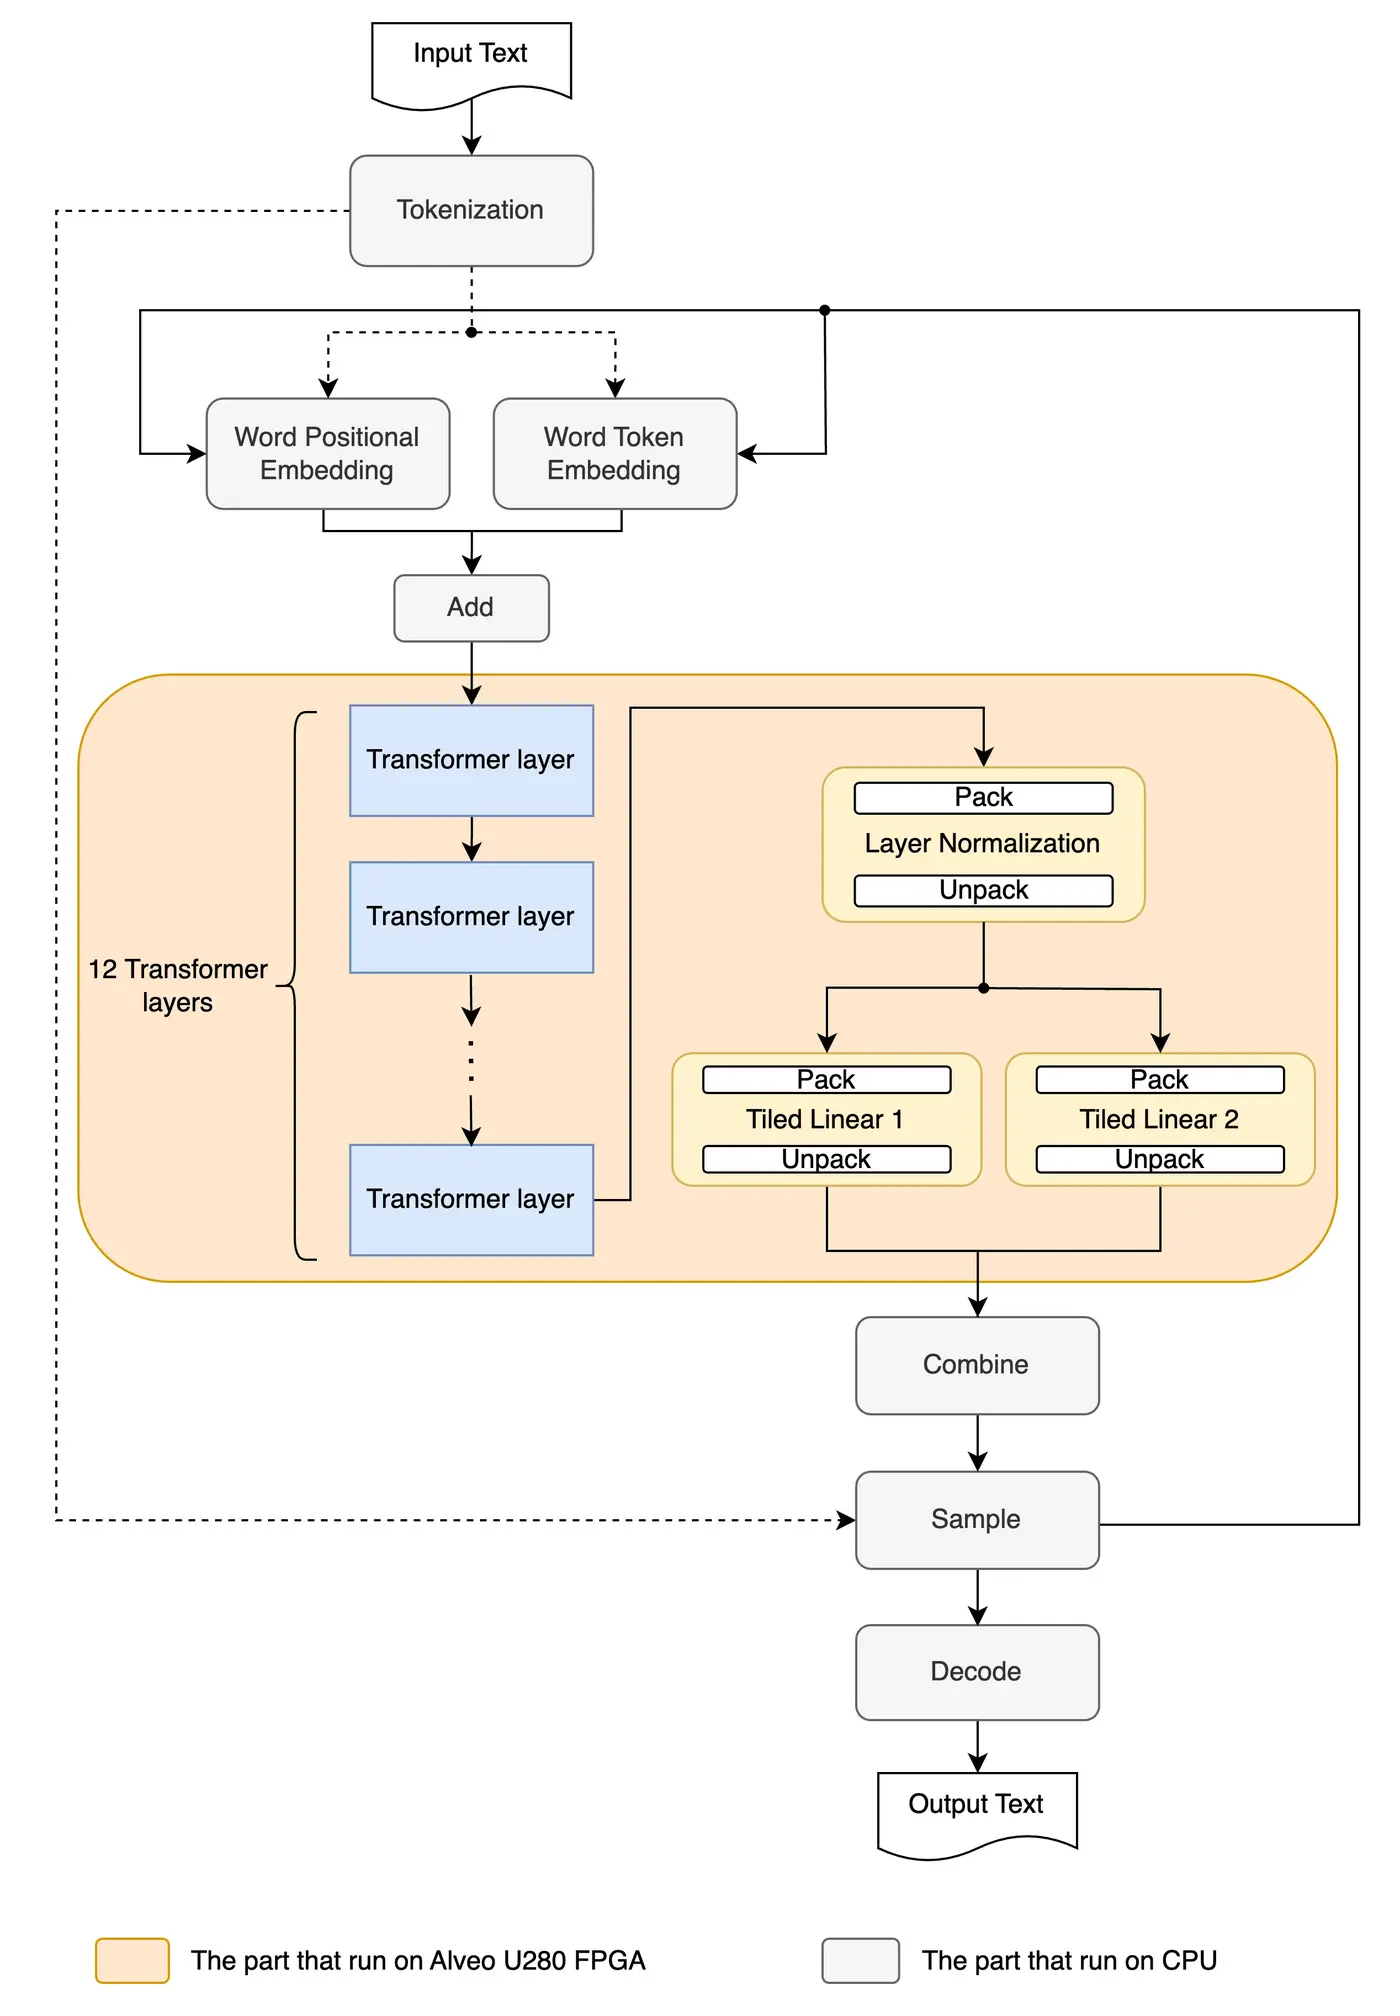 Input Text
Tokenization
Word Positional
Embedding
Word Token
Embedding
Add
Transformer layer
Transformer layer
12 Transformer
layers
Transformer layer
Pack
Layer Normalization
Unpack
Pack
Tiled Linear 1
Unpack
Pack
Tiled Linear 2
Unpack
Combine
Sample
Decode
Output Text
The part that run on Alveo U280 FPGA
The part that run on CPU